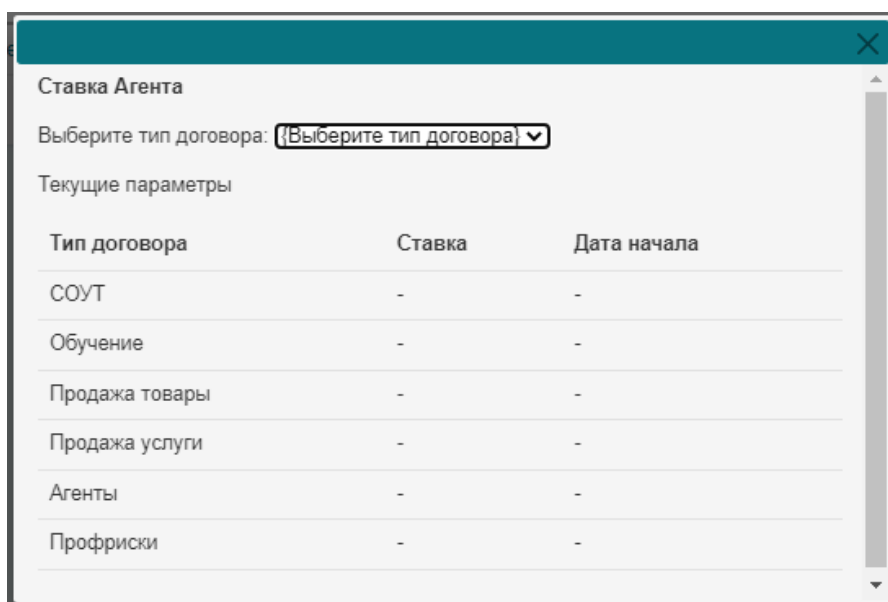 Ставка Агента
Выберите тип договора: {Выберите тип договора}
Текущие параметры
Тип договора Ставка Дата начала
СОУТ - -
Обучение - -
Продажа товары - -
Продажа услуги - -
Агенты - -
Профриски - -